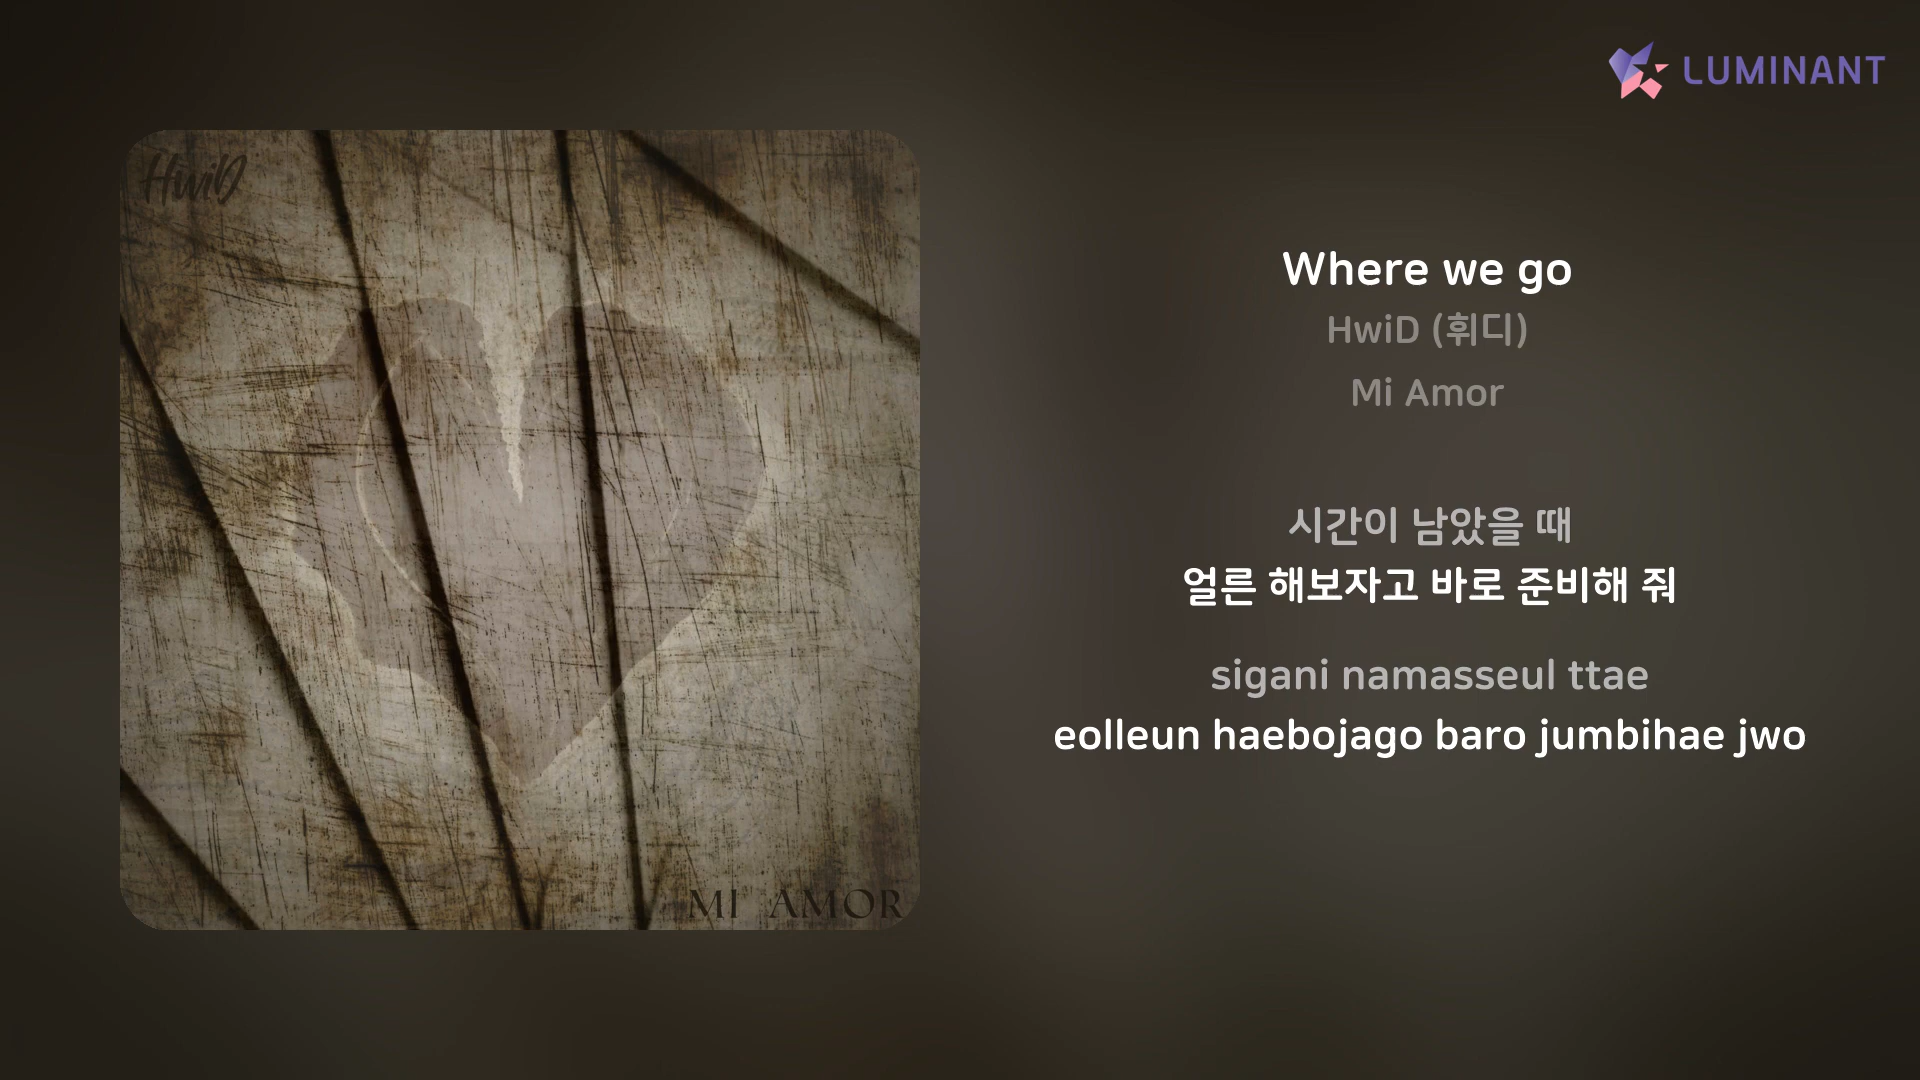 LUMINANT
HwiD
MI AMOR
Where we go
HwiD (휘디)
Mi Amor
시간이 남았을 때
얼른 해보자고 바로 준비해 줘
sigani namasseul ttae
eolleun haebojago baro jumbihae jwo